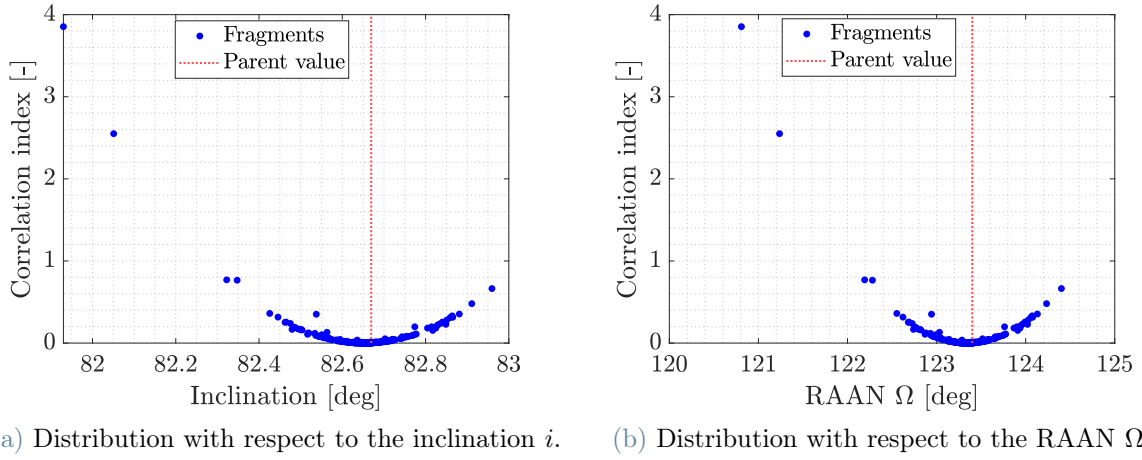 4
3
2
1
0
Correlation index [-]
Fragments
Parent value
82
82.2
82.4
82.6
82.8
83
Inclination [deg]
a) Distribution with respect to the inclination i.
4
3
2
1
0
Correlation index [-]
Fragments
Parent value
120
121
122
123
124
125
RAAN Ω [deg]
(b) Distribution with respect to the RAAN Ω